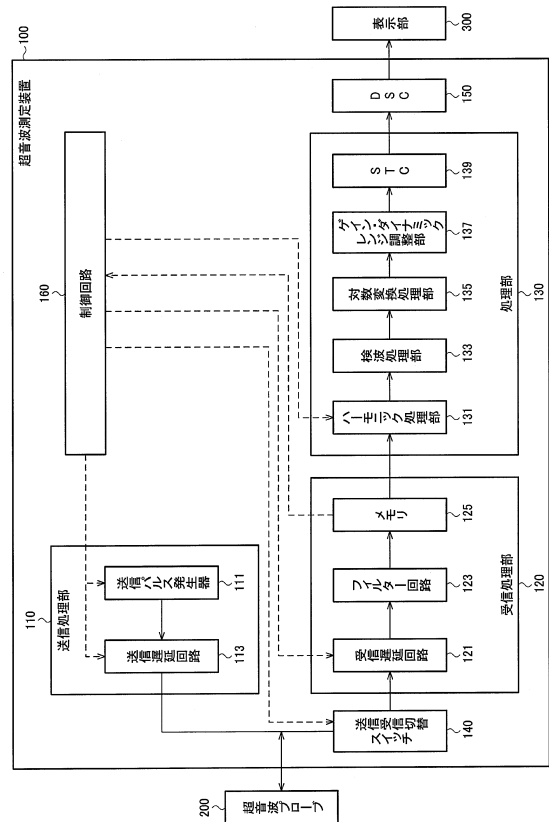 超音波測定装置
100
160
制御回路
110
送信処理部
送信パルス発生器
111
送信遅延回路
113
200
超音波プローブ
送信受信切替
スイッチ
140
受信遅延回路
121
フィルター回路
123
メモリ
125
受信処理部
120
ハーモニック処理部
131
検波処理部
133
対数変換処理部
135
ゲイン・ダイナミック
レンジ調整部
137
STC
139
処理部
130
DSC
150
表示部
300